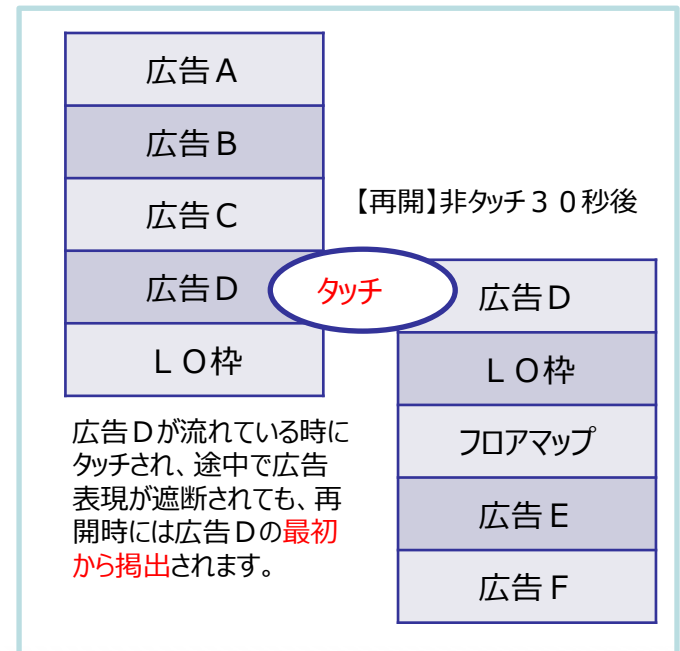 広告A
広告B
広告C
広告D
LO枠
タッチ
【再開】非タッチ30秒後
広告D
LO枠
フロアマップ
広告E
広告F
広告Dが流れている時に
タッチされ、途中で広告
表現が遮断されても、再
開時には広告Dの最初
から掲出されます。